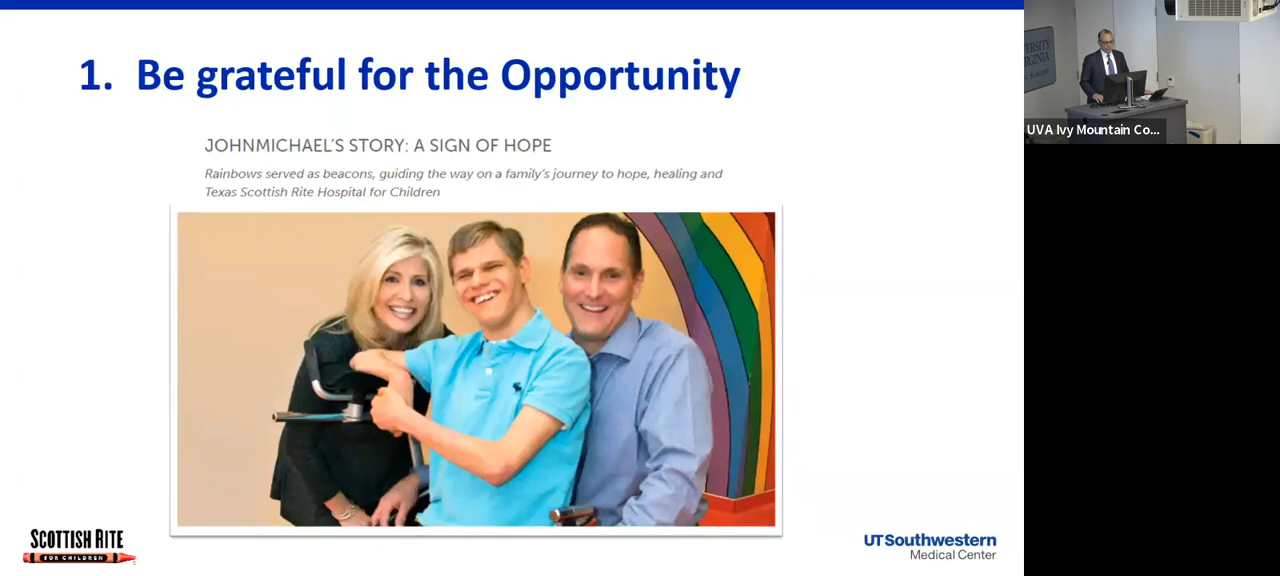 1. Be grateful for the Opportunity
JOHNMICHAEL'S STORY: A SIGN OF HOPE
Rainbows served as beacons, guiding the way on a family's journey to hope, healing and
Texas Scottish Rite Hospital for Children
SCOTTISH RITE
FOR CHILDREN
UTSouthwestern
Medical Center
UVA Ivy Mountain Co...